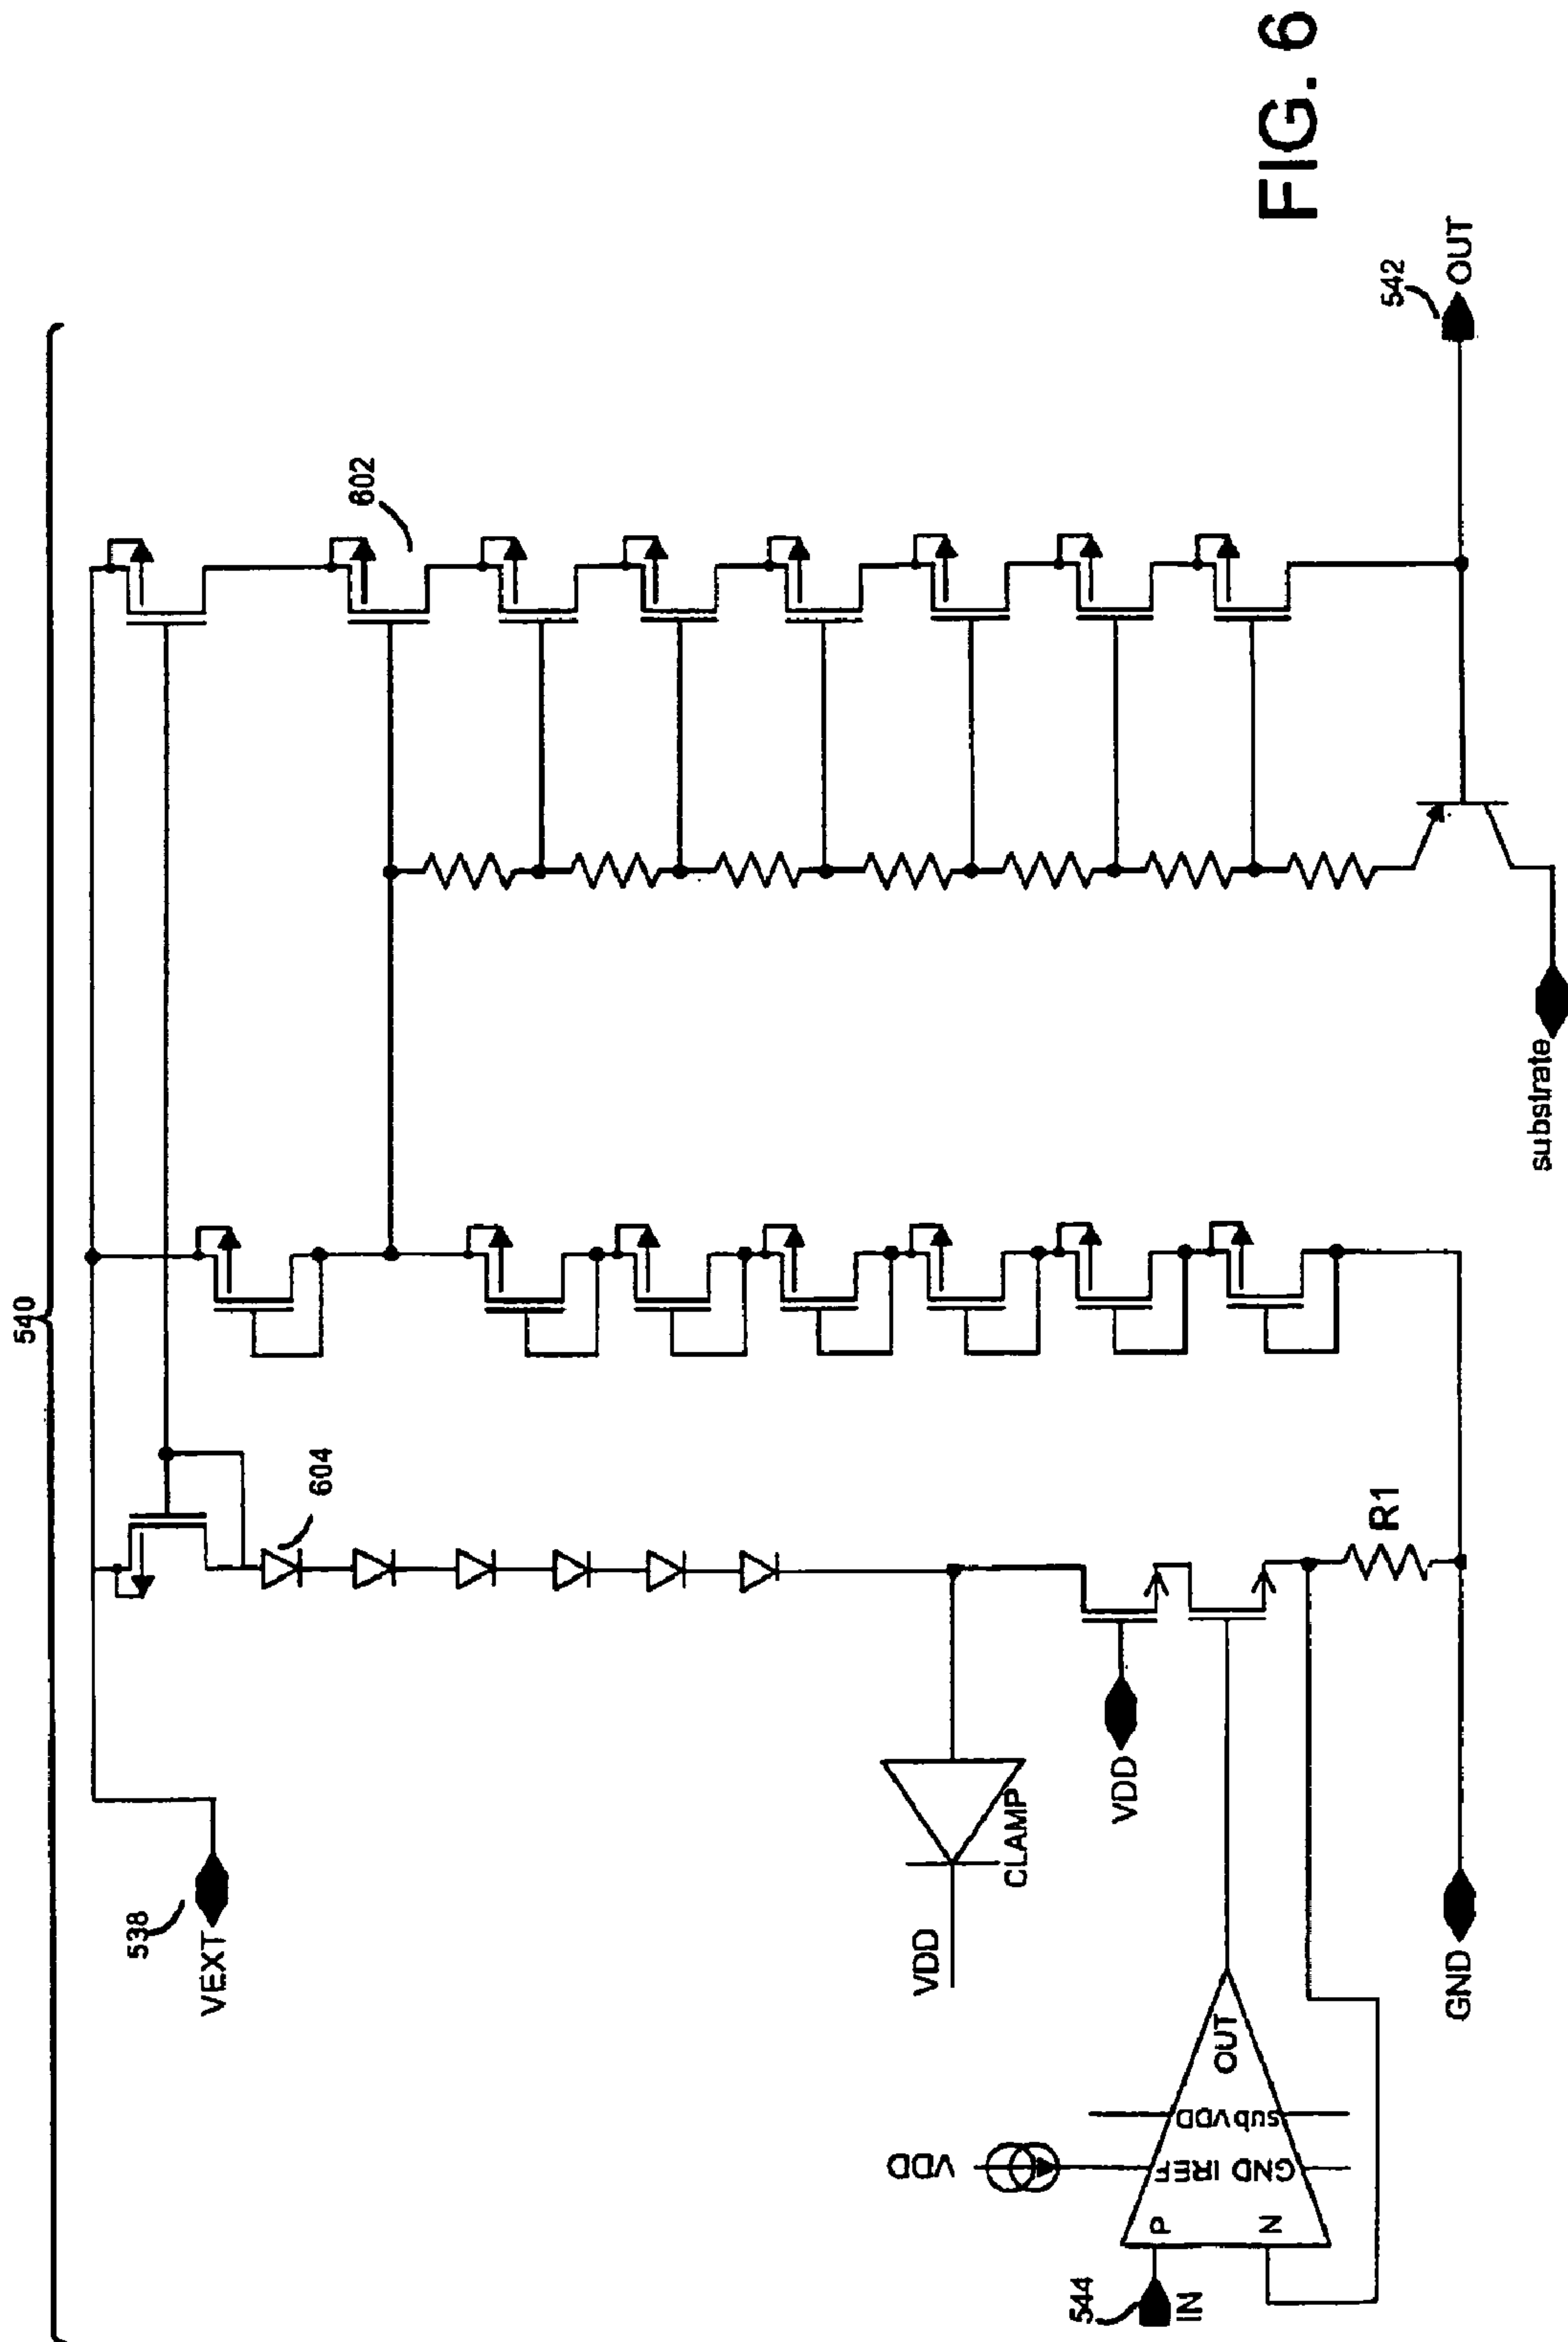 540
538
VEXT
604
602
VDD
CLAMP
VDD
VDD
544
IN
P
N
GND IREF
subVDD
OUT
R1
GND
substrate
542
OUT
FIG. 6